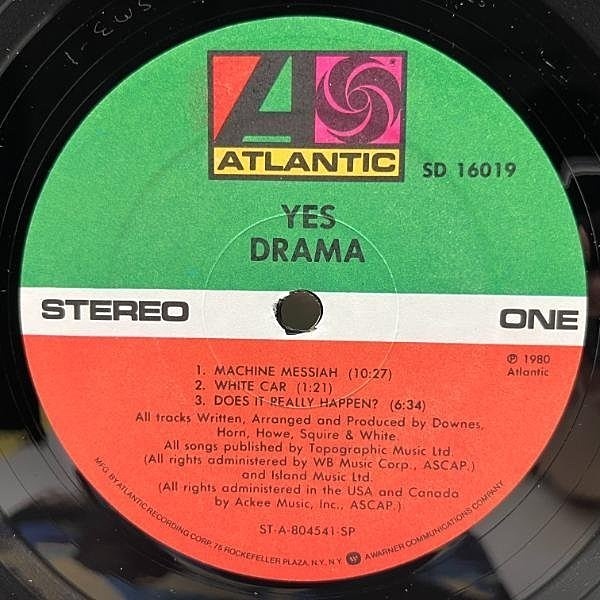 ATLANTIC
SD 16019
YES
DRAMA
STEREO
ONE
℗ 1980
Atlantic
1. MACHINE MESSIAH (10:27)
2. WHITE CAR (1:21)
3. DOES IT REALLY HAPPEN? (6:34)
All tracks Written, Arranged and Produced by Downes,
Horn, Howe, Squire & White.
All songs published by Topographic Music Ltd.
(All rights administered by WB Music Corp., ASCAP.)
and Island Music Ltd.
(All rights administered in the USA and Canada
by Ackee Music, Inc., ASCAP.)
ST-A-804541-SP
MFG. BY ATLANTIC RECORDING CORP., 75 ROCKEFELLER PLAZA, N.Y., N.Y. A WARNER COMMUNICATIONS COMPANY